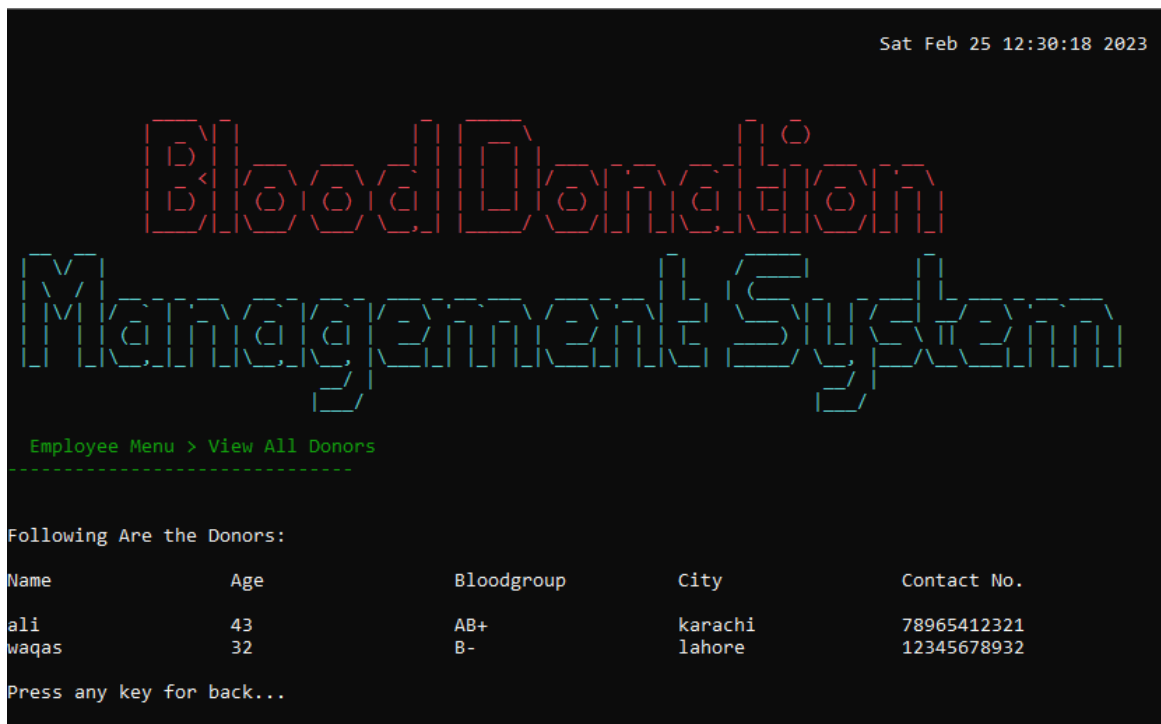 Sat Feb 25 12:30:18 2023
Blood Donation
Management System
Employee Menu > View All Donors
-------------------------------
Following Are the Donors:
Name Age Bloodgroup City Contact No.
ali 43 AB+ karachi 78965412321
waqas 32 B- lahore 12345678932
Press any key for back...